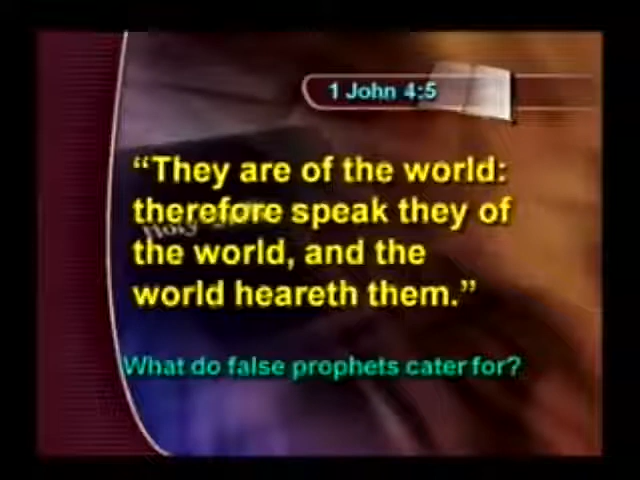 1 John 4:5
“They are of the world:
therefore speak they of
the world, and the
world heareth them.”
Holy
What do false prophets cater for?